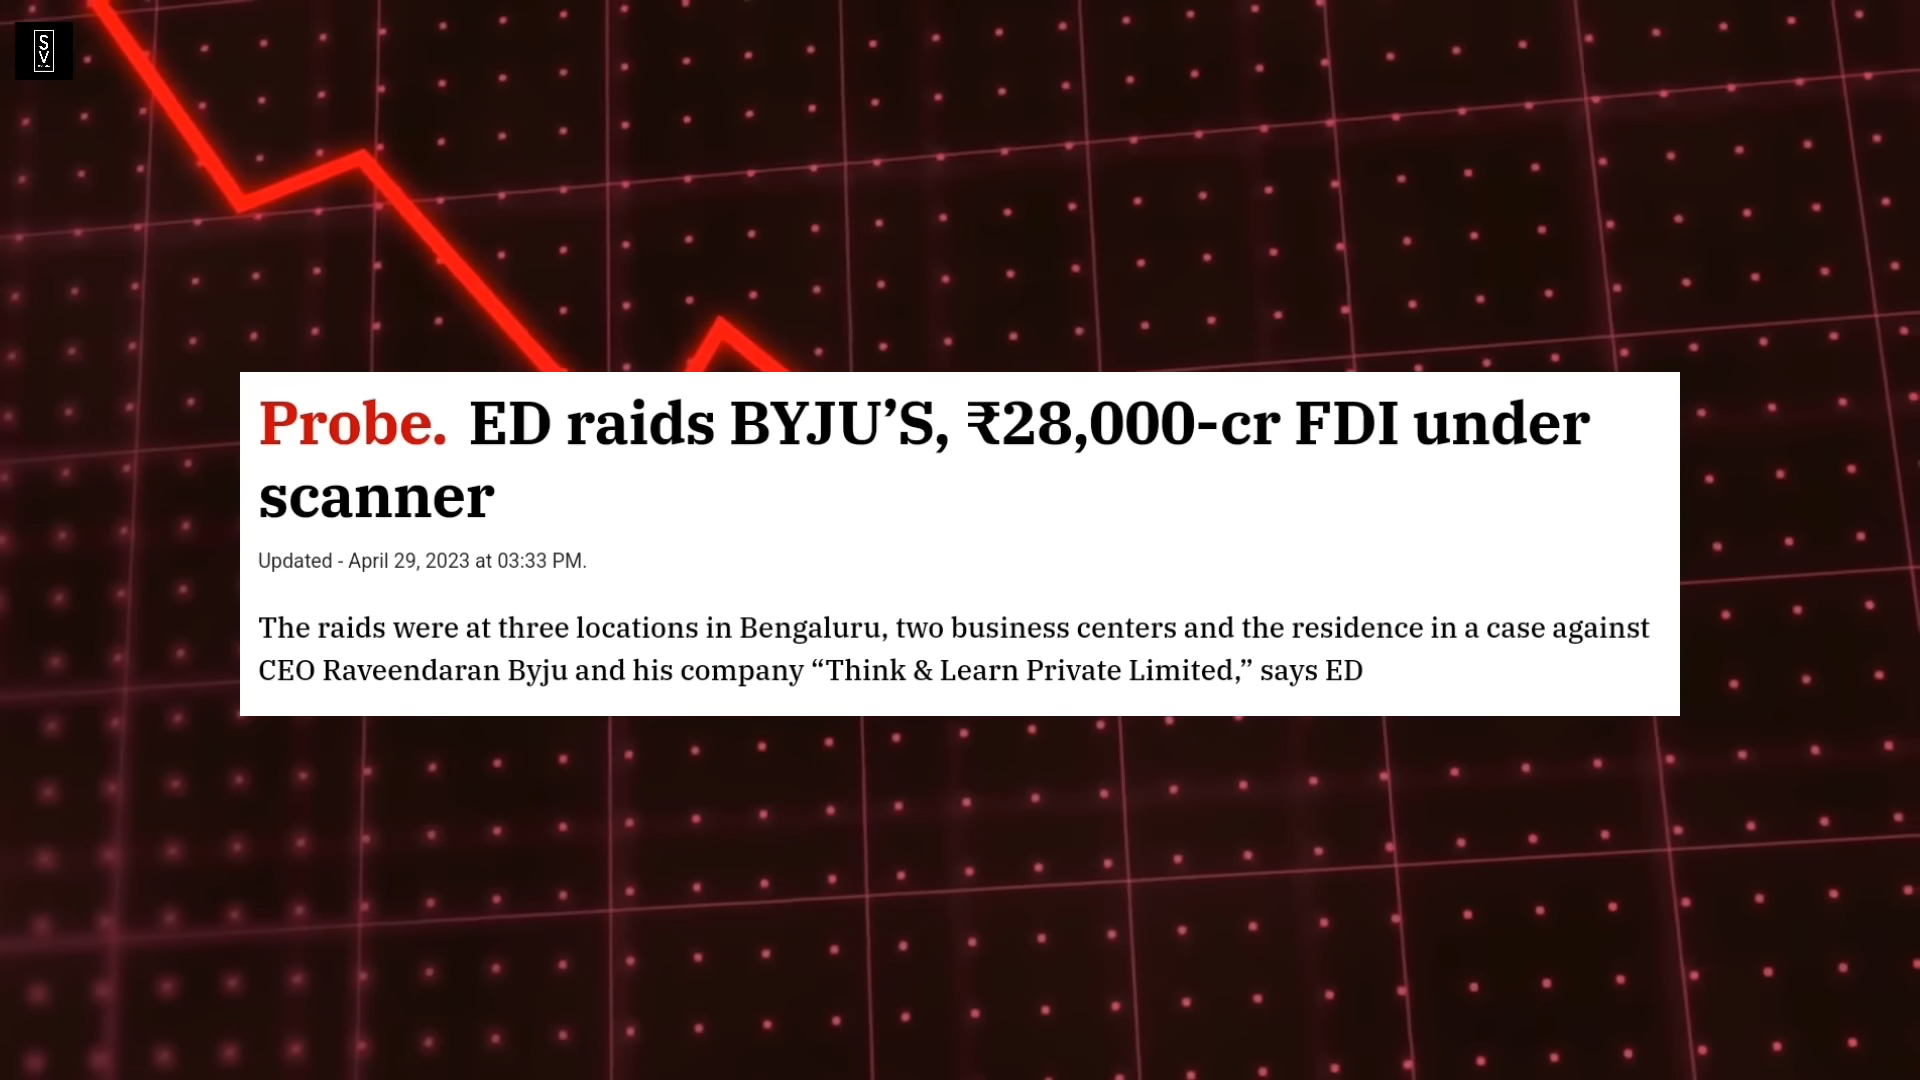 S
V
Probe. ED raids BYJU’S, ₹28,000-cr FDI under
scanner
Updated - April 29, 2023 at 03:33 PM.
The raids were at three locations in Bengaluru, two business centers and the residence in a case against
CEO Raveendaran Byju and his company “Think & Learn Private Limited,” says ED